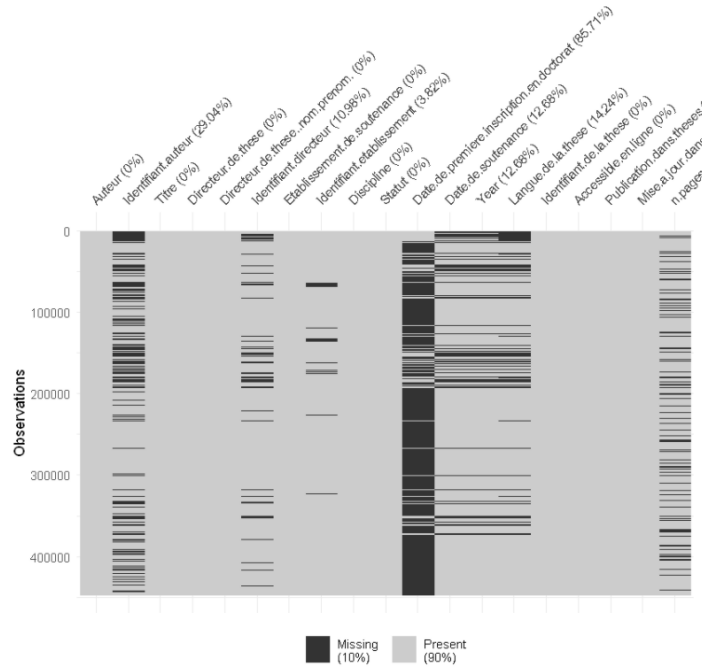 Auteur (0%)
Identifiant.auteur (29.04%)
Titre (0%)
Directeur.de.these (0%)
Directeur.de.these..nom.prenom. (0%)
Identifiant.directeur (10.98%)
Etablissement.de.soutenance (0%)
Identifiant.etablissement (3.82%)
Discipline (0%)
Statut (0%)
Date.de.premiere.inscription.en.doctorat (85.71%)
Date.de.soutenance (12.68%)
Year (12.68%)
Langue.de.la.these (14.24%)
Identifiant.de.la.these (0%)
Accessible.en.ligne (0%)
Publication.dans.theses.
Mise.a.jour.dans
n.pages
Observations
0
100000
200000
300000
400000
Missing
(10%)
Present
(90%)